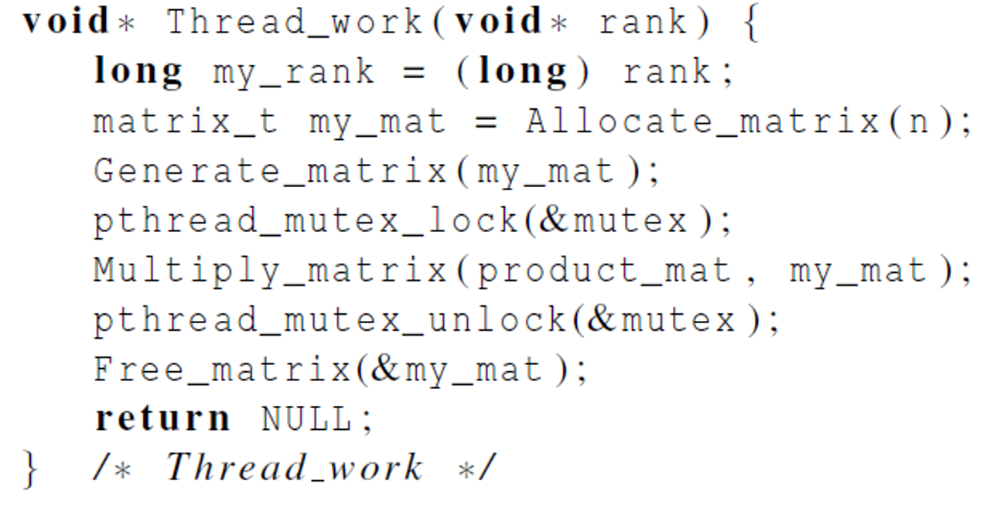 void* Thread_work(void* rank) {
long my_rank = (long) rank;
matrix_t my_mat = Allocate_matrix(n);
Generate_matrix(my_mat);
pthread_mutex_lock(&mutex);
Multiply_matrix(product_mat, my_mat);
pthread_mutex_unlock(&mutex);
Free_matrix(&my_mat);
return NULL;
} /* Thread_work */